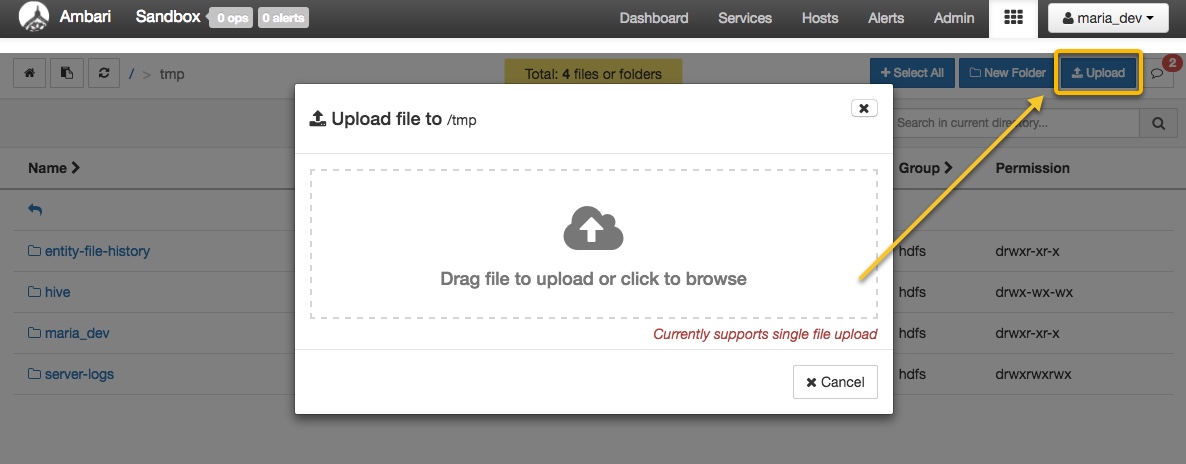 Ambari Sandbox 0 ops 0 alerts Dashboard Services Hosts Alerts Admin maria_dev
/ > tmp Total: 4 files or folders Select All New Folder Upload 2
Upload file to /tmp
Search in current directory...
Name Group Permission
Drag file to upload or click to browse
entity-file-history hdfs drwxr-xr-x
hive hdfs drwx-wx-wx
maria_dev hdfs drwxr-xr-x
Currently supports single file upload
server-logs hdfs drwxrwxrwx
Cancel